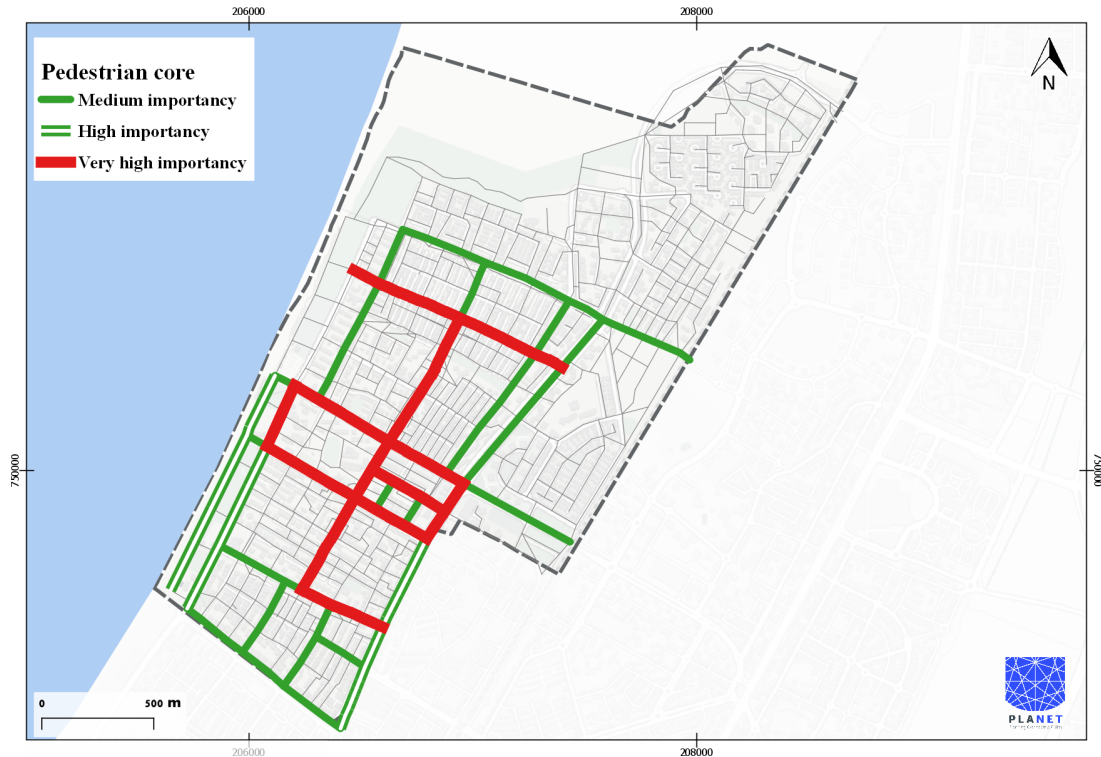 206000
208000
Pedestrian core
Medium importancy
High importancy
Very high importancy
N
750000
750000
0
500 m
PLANET
206000
208000